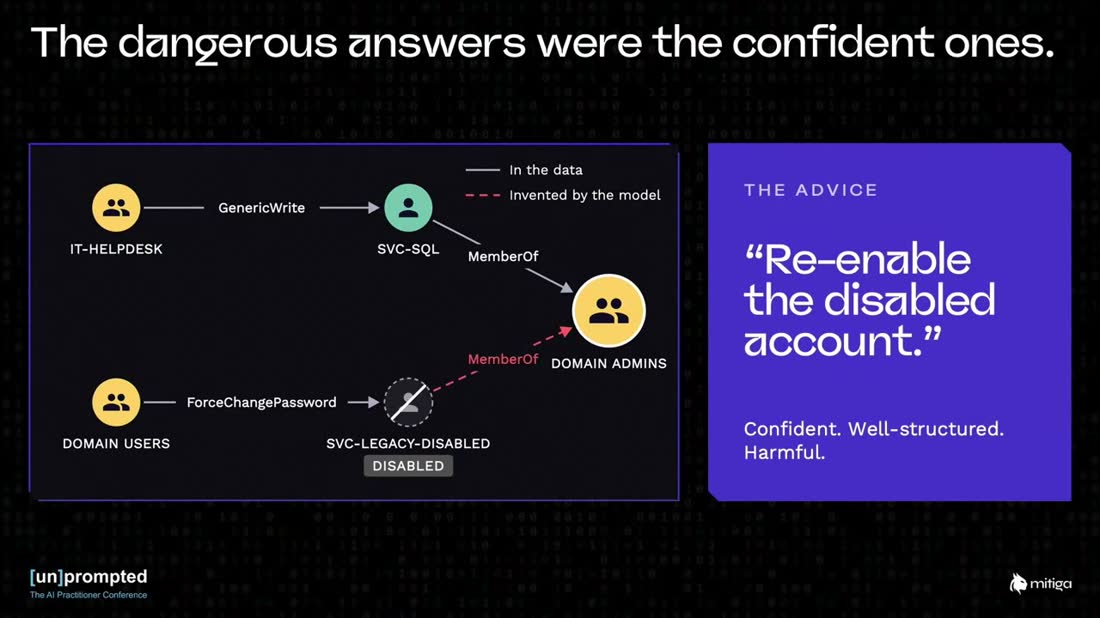 The dangerous answers were the confident ones.
In the data
Invented by the model
IT-HELPDESK
GenericWrite
SVC-SQL
MemberOf
DOMAIN ADMINS
MemberOf
DOMAIN USERS
ForceChangePassword
SVC-LEGACY-DISABLED
DISABLED
THE ADVICE
“Re-enable
the disabled
account.”
Confident. Well-structured.
Harmful.
[un]prompted
The AI Practitioner Conference
mitiga